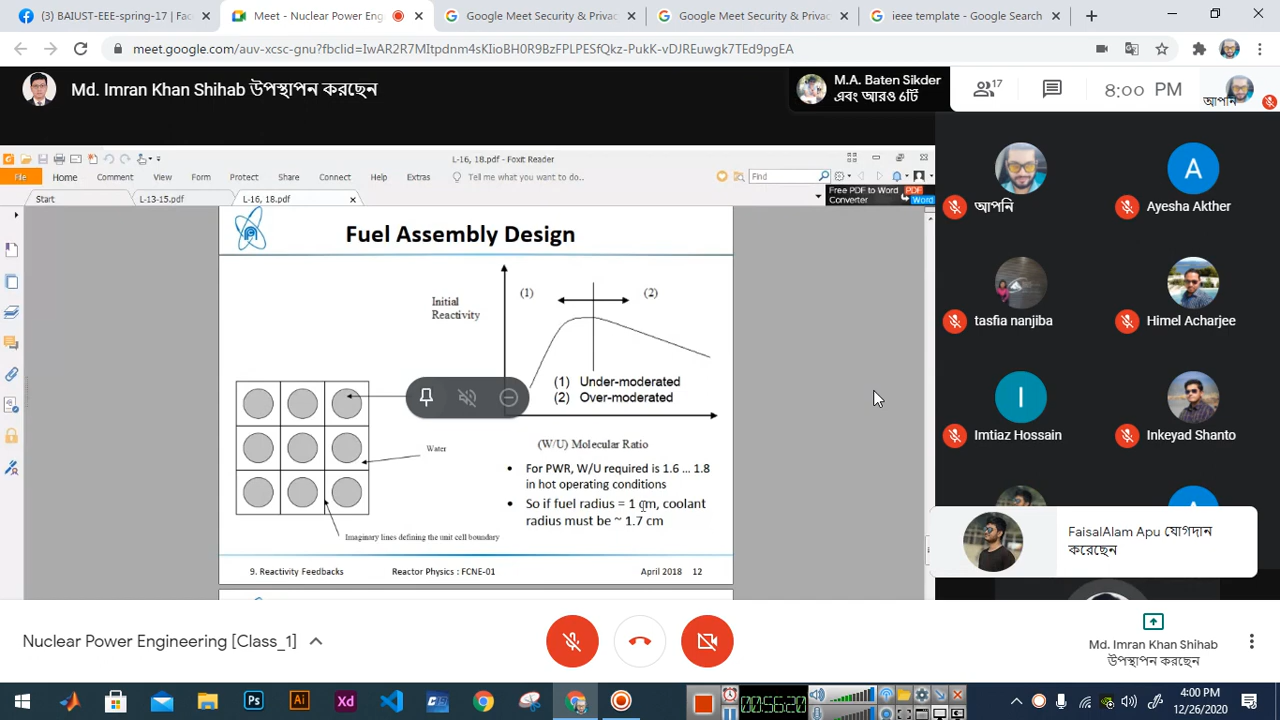 (3) BAIUST-EEE-spring-17 | Fac
Meet - Nuclear Power Eng
Google Meet Security & Privac
Google Meet Security & Privac
ieee template - Google Search
meet.google.com/auv-xcsc-gnu?fbclid=IwAR2R7MItpdnm4sKIioBH0R9BzFPLPESfQkz-PukK-vDJREuwgk7TEd9pgEA
Md. Imran Khan Shihab উপস্থাপন করছেন
M.A. Baten Sikder
এবং আরও 6টি
17
8:00 PM
আপনি
L-16, 18.pdf - Foxit Reader
File
Home
Comment
View
Form
Protect
Share
Connect
Help
Extras
Tell me what you want to do..
Find
Start
L-13-15.pdf
L-16, 18.pdf
Free PDF to Word
Converter
PDF
Word
Fuel Assembly Design
Initial
Reactivity
(1)
(2)
(1) Under-moderated
(2) Over-moderated
Water
(W/U) Molecular Ratio
• For PWR, W/U required is 1.6 ... 1.8
in hot operating conditions
• So if fuel radius = 1 cm, coolant
radius must be ~ 1.7 cm
Imaginary lines defining the unit cell boundary
9. Reactivity Feedbacks
Reactor Physics : FCNE-01
April 2018 12
আপনি
A
Ayesha Akther
tasfia nanjiba
Himel Acharjee
I
Imtiaz Hossain
Inkeyad Shanto
FaisalAlam Apu যোগদান
করেছেন
Nuclear Power Engineering [Class_1]
Md. Imran Khan Shihab
উপস্থাপন করছেন
Ps
Ai
Xd
00:56:20
4:00 PM
12/26/2020